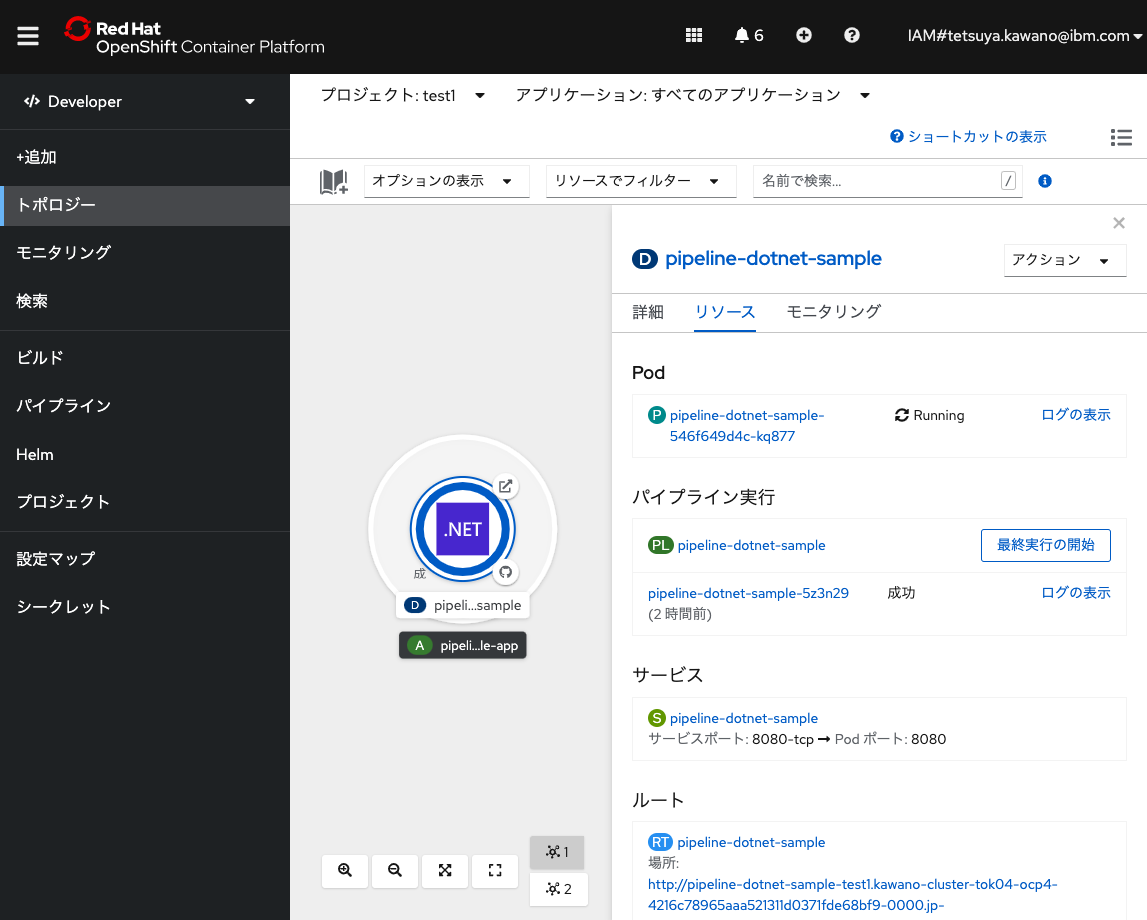 Red Hat
OpenShift Container Platform
6
IAM#tetsuya.kawano@ibm.com
Developer
+追加
トポロジー
モニタリング
検索
ビルド
パイプライン
Helm
プロジェクト
設定マップ
シークレット
プロジェクト: test1
アプリケーション: すべてのアプリケーション
ショートカットの表示
オプションの表示
リソースでフィルター
名前で検索...
/
.NET
成
D pipeli...sample
A pipeli...le-app
1
2
D pipeline-dotnet-sample
アクション
詳細
リソース
モニタリング
Pod
P pipeline-dotnet-sample-
546f649d4c-kq877
Running
ログの表示
パイプライン実行
PL pipeline-dotnet-sample
最終実行の開始
pipeline-dotnet-sample-5z3n29
(2 時間前)
成功
ログの表示
サービス
S pipeline-dotnet-sample
サービスポート: 8080-tcp → Pod ポート: 8080
ルート
RT pipeline-dotnet-sample
場所:
http://pipeline-dotnet-sample-test1.kawano-cluster-tok04-ocp4-
4216c78965aaa521311d0371fde68bf9-0000.jp-